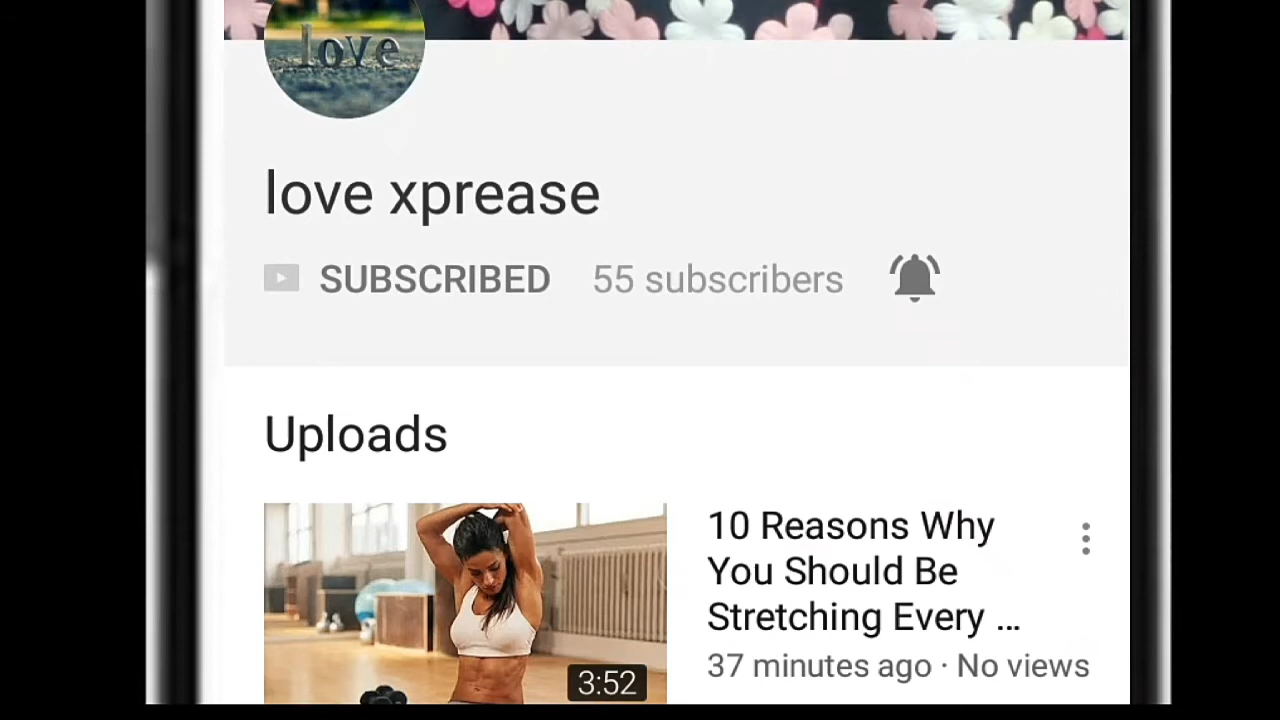 love
love xprease
SUBSCRIBED 55 subscribers
Uploads
10 Reasons Why
You Should Be
Stretching Every ...
37 minutes ago · No views
3:52